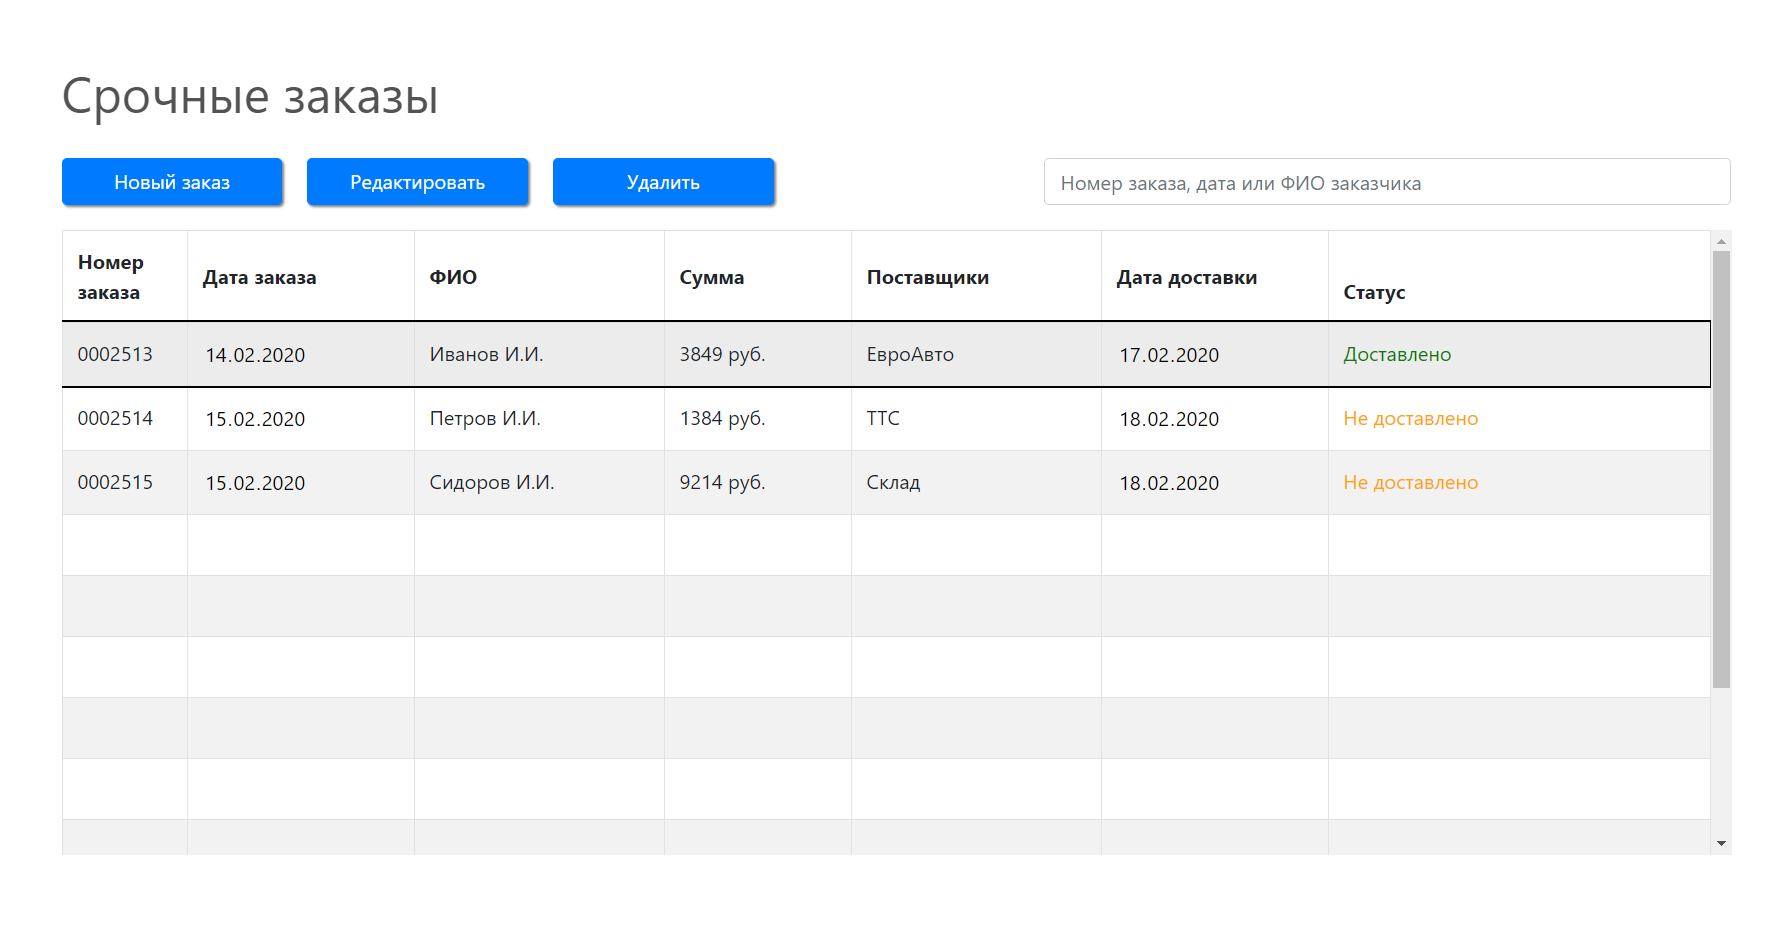 Срочные заказы
Новый заказ Редактировать Удалить Номер заказа, дата или ФИО заказчика
Номер заказа Дата заказа ФИО Сумма Поставщики Дата доставки Статус
0002513 14.02.2020 Иванов И.И. 3849 руб. ЕвроАвто 17.02.2020 Доставлено
0002514 15.02.2020 Петров И.И. 1384 руб. ТТС 18.02.2020 Не доставлено
0002515 15.02.2020 Сидоров И.И. 9214 руб. Склад 18.02.2020 Не доставлено